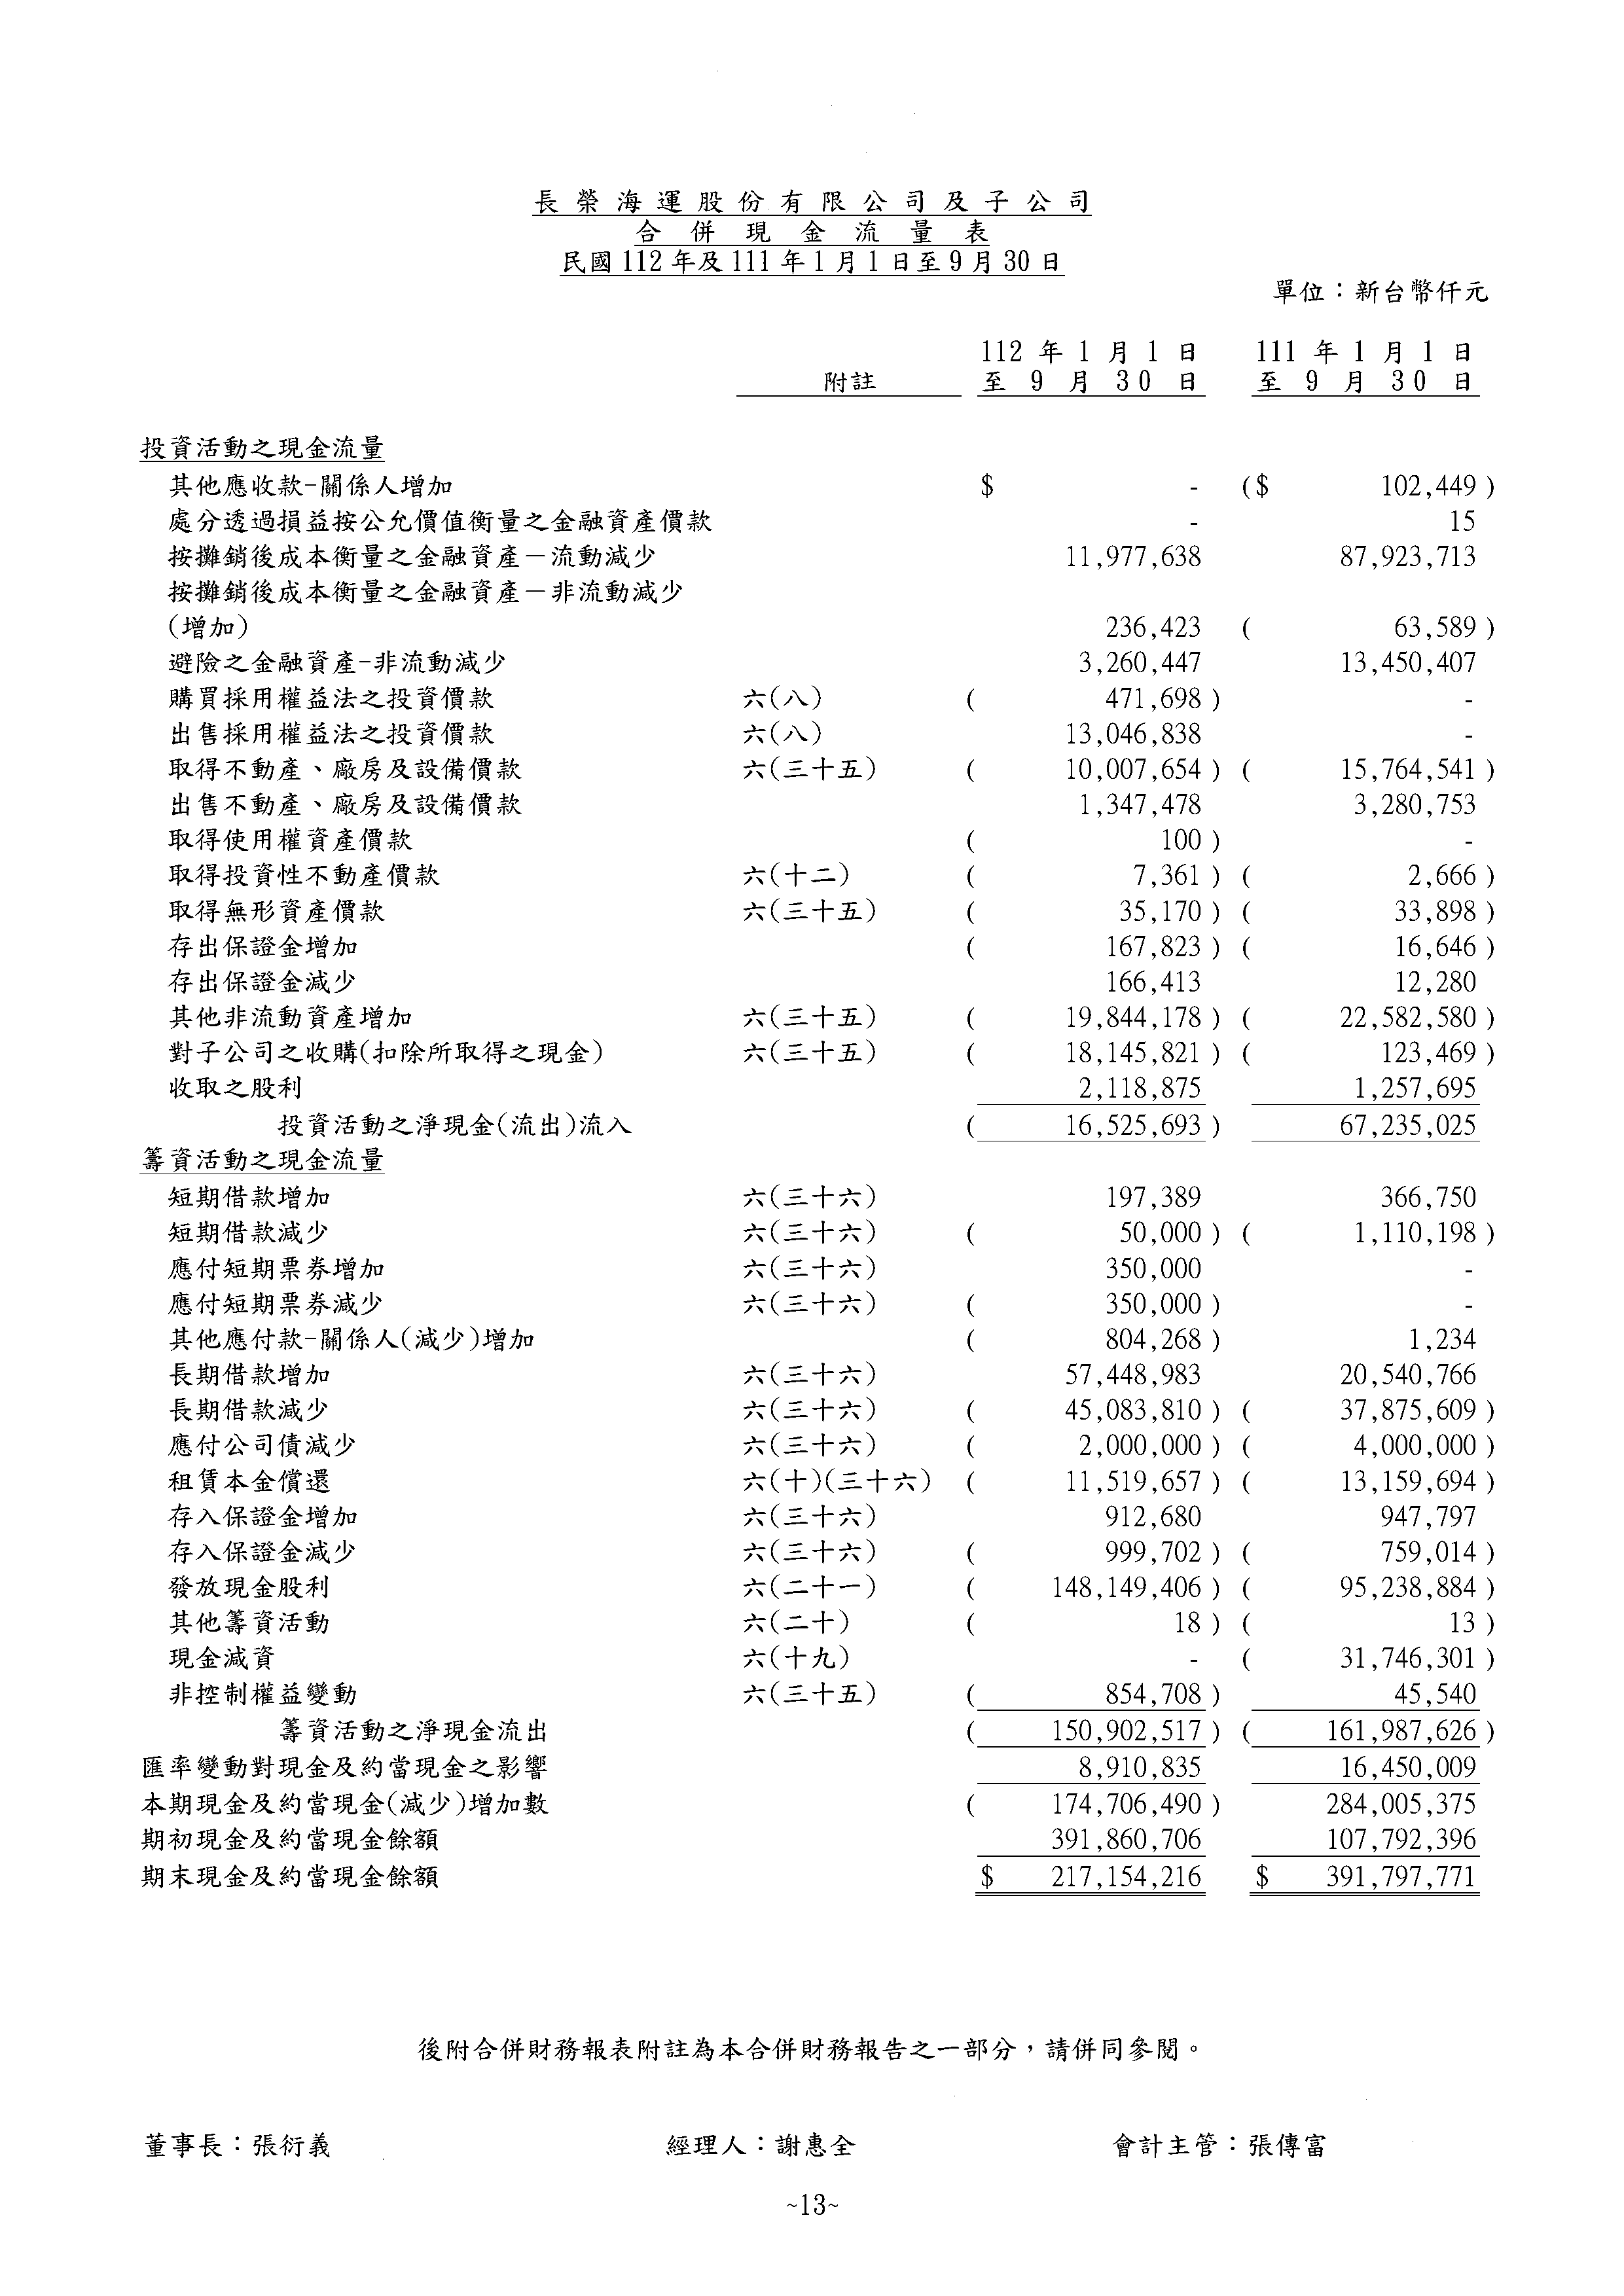 長榮海運股份有限公司及子公司
合併現金流量表
民國112年及111年1月1日至9月30日
單位：新台幣仟元
112年1月1日 111年1月1日
附註 至9月30日 至9月30日
投資活動之現金流量
其他應收款-關係人增加 $ - ($ 102,449)
處分透過損益按公允價值衡量之金融資產價款 - 15
按攤銷後成本衡量之金融資產－流動減少 11,977,638 87,923,713
按攤銷後成本衡量之金融資產－非流動減少
(增加) 236,423 ( 63,589)
避險之金融資產-非流動減少 3,260,447 13,450,407
購買採用權益法之投資價款 六(八) ( 471,698) -
出售採用權益法之投資價款 六(八) 13,046,838 -
取得不動產、廠房及設備價款 六(三十五) ( 10,007,654) ( 15,764,541)
出售不動產、廠房及設備價款 1,347,478 3,280,753
取得使用權資產價款 ( 100) -
取得投資性不動產價款 六(十二) ( 7,361) ( 2,666)
取得無形資產價款 六(三十五) ( 35,170) ( 33,898)
存出保證金增加 ( 167,823) ( 16,646)
存出保證金減少 166,413 12,280
其他非流動資產增加 六(三十五) ( 19,844,178) ( 22,582,580)
對子公司之收購(扣除所取得之現金) 六(三十五) ( 18,145,821) ( 123,469)
收取之股利 2,118,875 1,257,695
投資活動之淨現金(流出)流入 ( 16,525,693) 67,235,025
籌資活動之現金流量
短期借款增加 六(三十六) 197,389 366,750
短期借款減少 六(三十六) ( 50,000) ( 1,110,198)
應付短期票券增加 六(三十六) 350,000 -
應付短期票券減少 六(三十六) ( 350,000) -
其他應付款-關係人(減少)增加 ( 804,268) 1,234
長期借款增加 六(三十六) 57,448,983 20,540,766
長期借款減少 六(三十六) ( 45,083,810) ( 37,875,609)
應付公司債減少 六(三十六) ( 2,000,000) ( 4,000,000)
租賃本金償還 六(十)(三十六) ( 11,519,657) ( 13,159,694)
存入保證金增加 六(三十六) 912,680 947,797
存入保證金減少 六(三十六) ( 999,702) ( 759,014)
發放現金股利 六(二十一) ( 148,149,406) ( 95,238,884)
其他籌資活動 六(二十) ( 18) ( 13)
現金減資 六(十九) - ( 31,746,301)
非控制權益變動 六(三十五) ( 854,708) 45,540
籌資活動之淨現金流出 ( 150,902,517) ( 161,987,626)
匯率變動對現金及約當現金之影響 8,910,835 16,450,009
本期現金及約當現金(減少)增加數 ( 174,706,490) 284,005,375
期初現金及約當現金餘額 391,860,706 107,792,396
期末現金及約當現金餘額 $ 217,154,216 $ 391,797,771
後附合併財務報表附註為本合併財務報告之一部分，請併同參閱。
董事長：張衍義 經理人：謝惠全 會計主管：張傳富
~13~